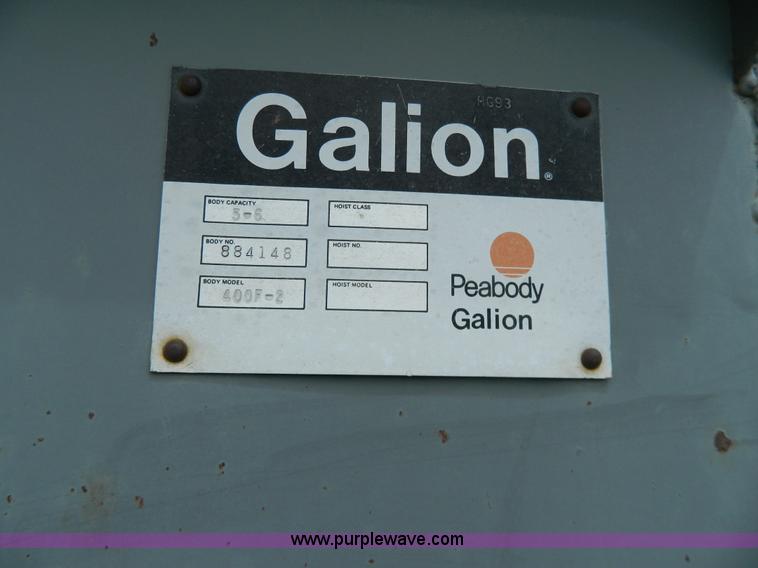 HG93
Galion®
BODY CAPACITY HOIST CLASS
5-6
BODY NO. HOIST NO.
884148
BODY MODEL HOIST MODEL
400F-2
Peabody
Galion
www.purplewave.com